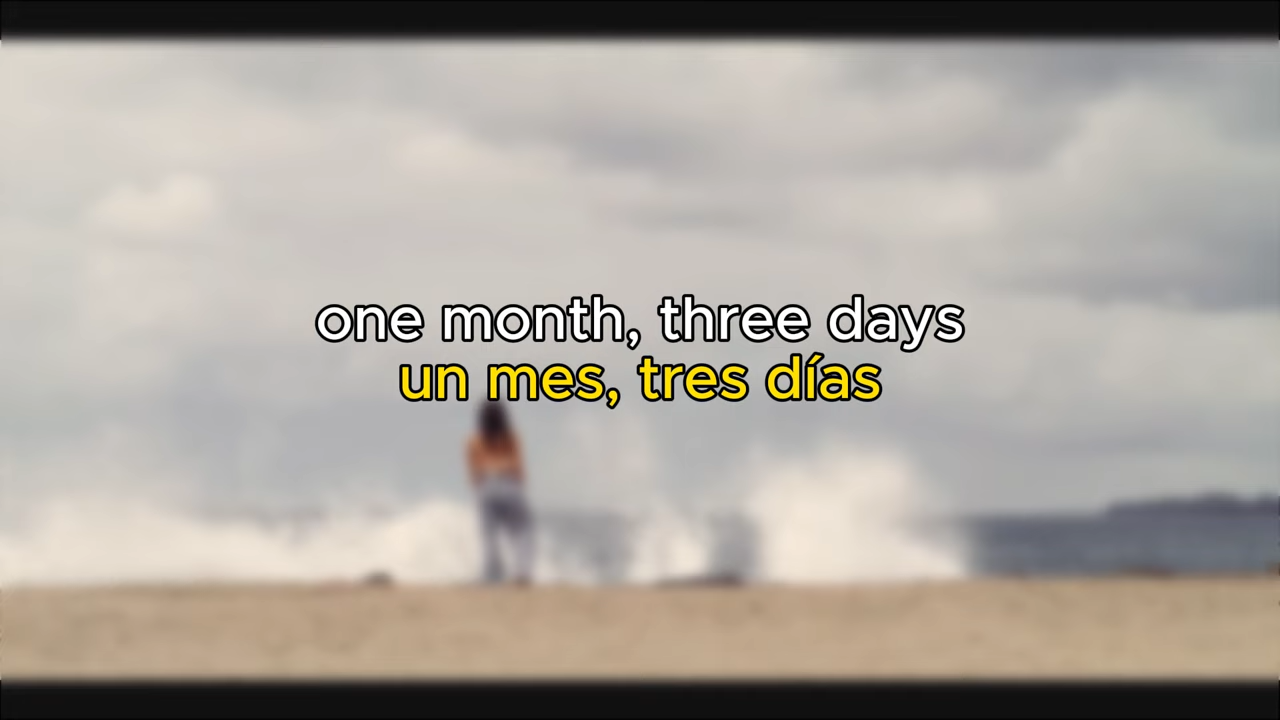 one month, three days
un mes, tres días